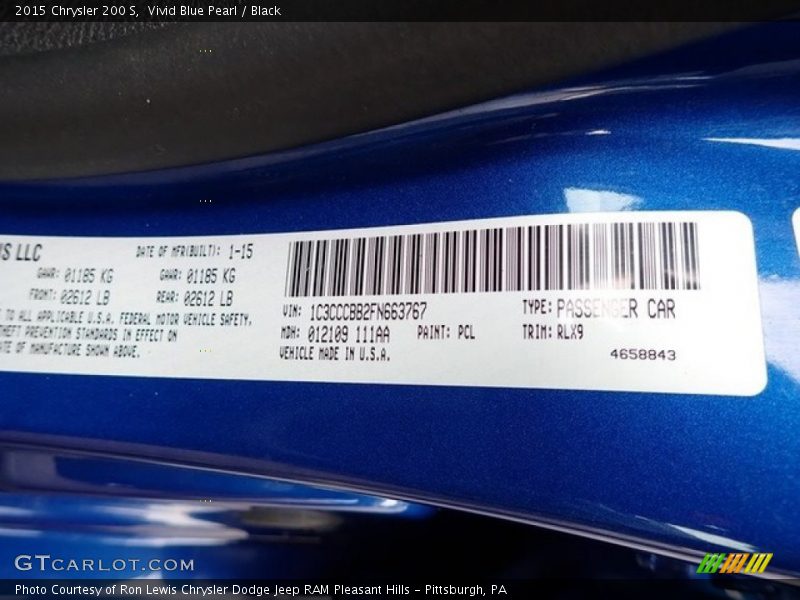 2015 Chrysler 200 S, Vivid Blue Pearl / Black
US LLC
DATE OF MFR(BUILT): 1-15
GAWR: 01185 KG GAWR: 01185 KG
FRONT: 02612 LB REAR: 02612 LB
TO ALL APPLICABLE U.S.A. FEDERAL MOTOR VEHICLE SAFETY,
THEFT PREVENTION STANDARDS IN EFFECT ON
DATE OF MANUFACTURE SHOWN ABOVE.
VIN: 1C3CCCBB2FN663767 TYPE: PASSENGER CAR
MDH: 012109 111AA PAINT: PCL TRIM: RLX9
VEHICLE MADE IN U.S.A. 4658843
GTCARLOT.COM
Photo Courtesy of Ron Lewis Chrysler Dodge Jeep RAM Pleasant Hills - Pittsburgh, PA